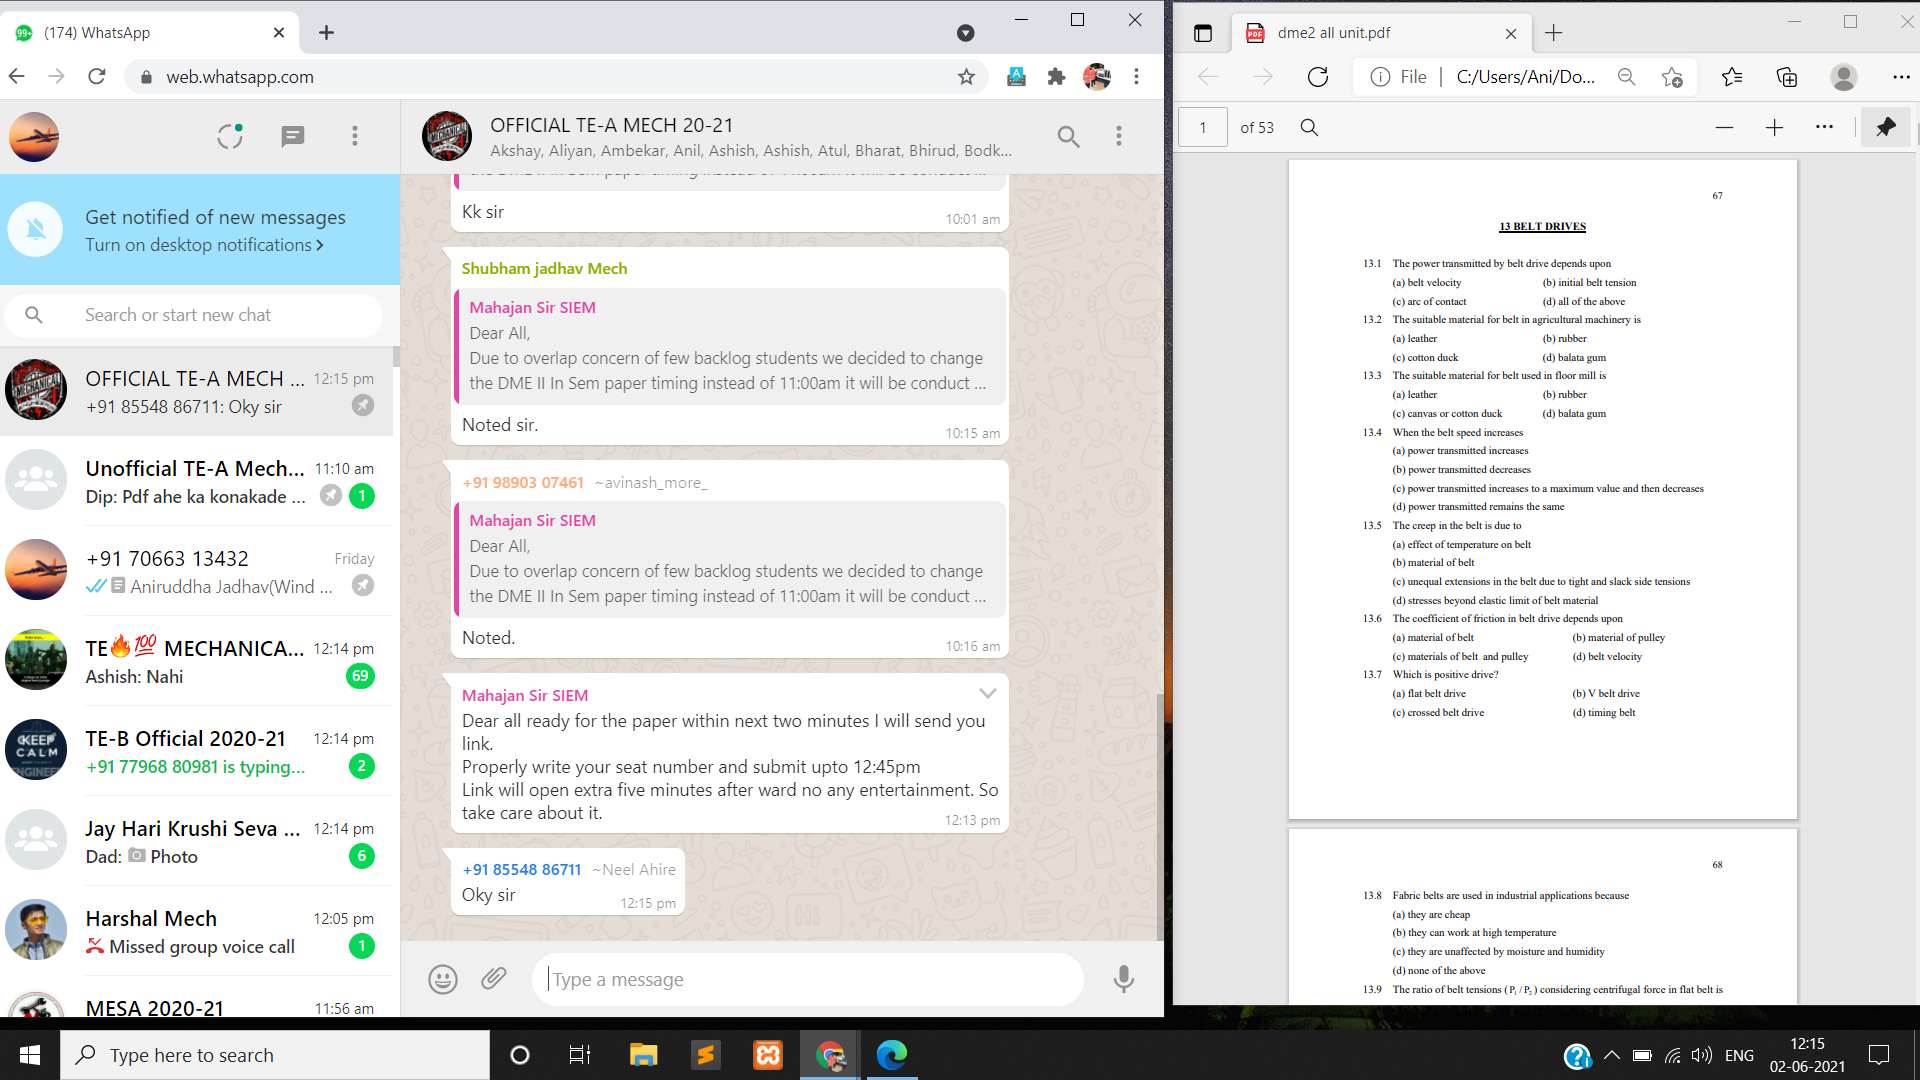 (174) WhatsApp
web.whatsapp.com
Get notified of new messages
Turn on desktop notifications >
Search or start new chat
OFFICIAL TE-A MECH ... 12:15 pm
+91 85548 86711: Oky sir
Unofficial TE-A Mech... 11:10 am
Dip: Pdf ahe ka konakade ... 1
+91 70663 13432 Friday
Aniruddha Jadhav(Wind ...
TE🔥💯 MECHANICA... 12:14 pm
Ashish: Nahi 69
TE-B Official 2020-21 12:14 pm
+91 77968 80981 is typing... 2
Jay Hari Krushi Seva ... 12:14 pm
Dad: Photo 6
Harshal Mech 12:05 pm
Missed group voice call 1
MESA 2020-21 11:56 am
OFFICIAL TE-A MECH 20-21
Akshay, Aliyan, Ambekar, Anil, Ashish, Ashish, Atul, Bharat, Bhirud, Bodk...
Kk sir
10:01 am
Shubham jadhav Mech
Mahajan Sir SIEM
Dear All,
Due to overlap concern of few backlog students we decided to change
the DME II In Sem paper timing instead of 11:00am it will be conduct ...
Noted sir.
10:15 am
+91 98903 07461 ~avinash_more_
Mahajan Sir SIEM
Dear All,
Due to overlap concern of few backlog students we decided to change
the DME II In Sem paper timing instead of 11:00am it will be conduct ...
Noted.
10:16 am
Mahajan Sir SIEM
Dear all ready for the paper within next two minutes I will send you
link.
Properly write your seat number and submit upto 12:45pm
Link will open extra five minutes after ward no any entertainment. So
take care about it.
12:13 pm
+91 85548 86711 ~Neel Ahire
Oky sir
12:15 pm
Type a message
dme2 all unit.pdf
File | C:/Users/Ani/Do...
1 of 53
67
13 BELT DRIVES
13.1 The power transmitted by belt drive depends upon
(a) belt velocity (b) initial belt tension
(c) arc of contact (d) all of the above
13.2 The suitable material for belt in agricultural machinery is
(a) leather (b) rubber
(c) cotton duck (d) balata gum
13.3 The suitable material for belt used in floor mill is
(a) leather (b) rubber
(c) canvas or cotton duck (d) balata gum
13.4 When the belt speed increases
(a) power transmitted increases
(b) power transmitted decreases
(c) power transmitted increases to a maximum value and then decreases
(d) power transmitted remains the same
13.5 The creep in the belt is due to
(a) effect of temperature on belt
(b) material of belt
(c) unequal extensions in the belt due to tight and slack side tensions
(d) stresses beyond elastic limit of belt material
13.6 The coefficient of friction in belt drive depends upon
(a) material of belt (b) material of pulley
(c) materials of belt and pulley (d) belt velocity
13.7 Which is positive drive?
(a) flat belt drive (b) V belt drive
(c) crossed belt drive (d) timing belt
68
13.8 Fabric belts are used in industrial applications because
(a) they are cheap
(b) they can work at high temperature
(c) they are unaffected by moisture and humidity
(d) none of the above
13.9 The ratio of belt tensions (P₁ / P₂) considering centrifugal force in flat belt is
Type here to search
ENG
12:15
02-06-2021